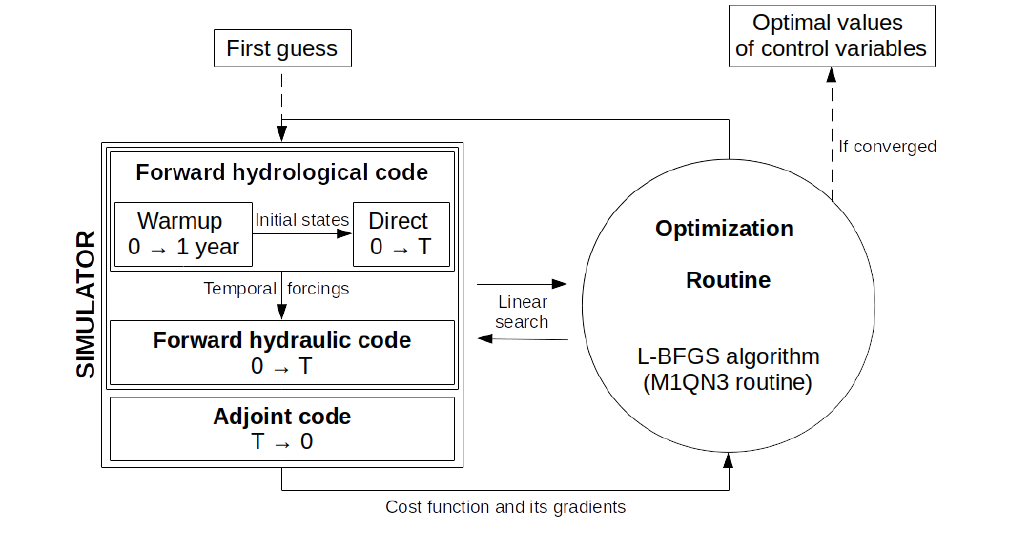 First guess
Optimal values
of control variables
If converged
SIMULATOR
Forward hydrological code
Warmup
0 → 1 year
Initial states
Direct
0 → T
Temporal forcings
Forward hydraulic code
0 → T
Adjoint code
T → 0
Linear
search
Optimization
Routine
L-BFGS algorithm
(M1QN3 routine)
Cost function and its gradients